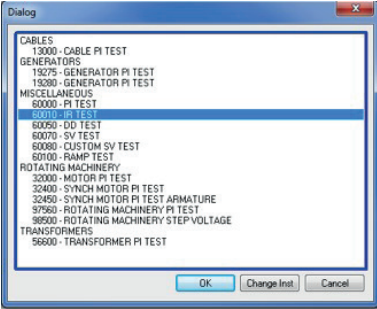 Dialog
CABLES
13000 - CABLE PI TEST
GENERATORS
19275 - GENERATOR PI TEST
19280 - GENERATOR PI TEST
MISCELLANEOUS
60000 - PI TEST
60010 - IR TEST
60050 - DD TEST
60070 - SV TEST
60080 - CUSTOM SV TEST
60100 - RAMP TEST
ROTATING MACHINERY
32000 - MOTOR PI TEST
32400 - SYNCH MOTOR PI TEST
32450 - SYNCH MOTOR PI TEST ARMATURE
97560 - ROTATING MACHINERY PI TEST
98500 - ROTATING MACHINERY STEP VOLTAGE
TRANSFORMERS
56600 - TRANSFORMER PI TEST
OK Change Inst Cancel